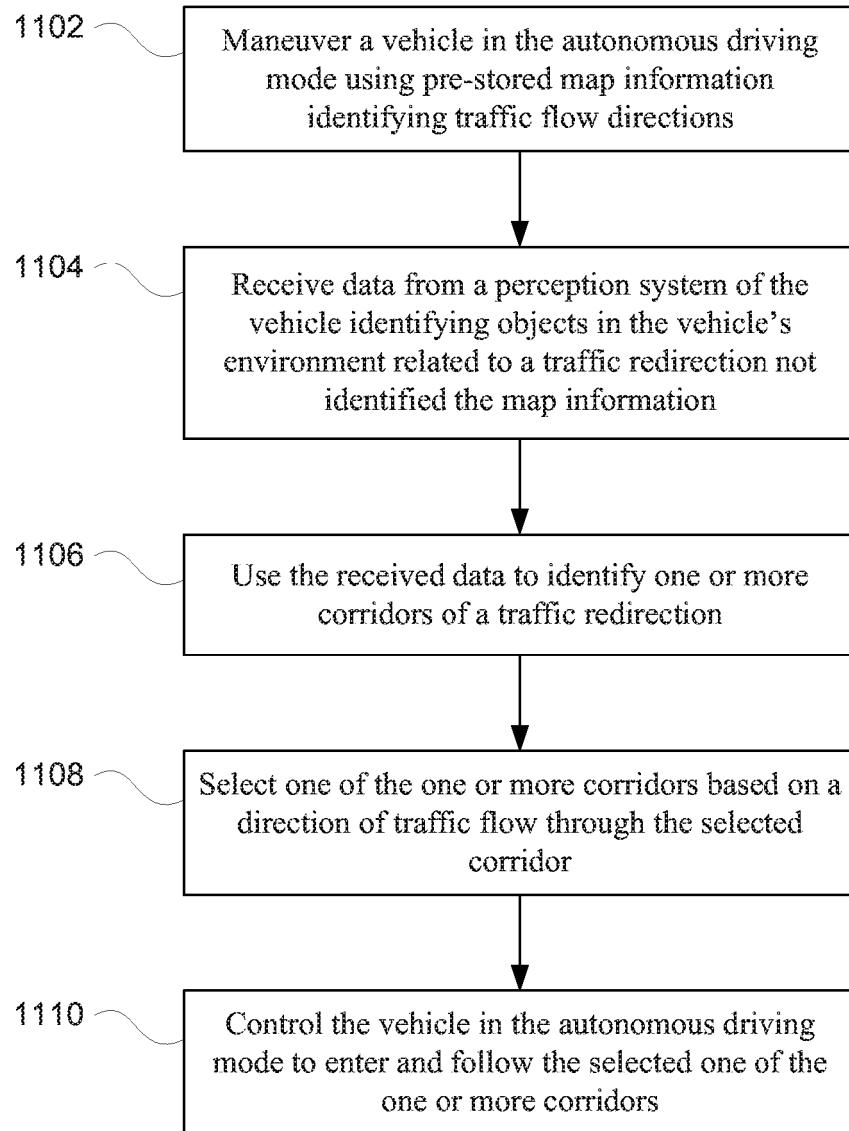 1102
Maneuver a vehicle in the autonomous driving
mode using pre-stored map information
identifying traffic flow directions
1104
Receive data from a perception system of the
vehicle identifying objects in the vehicle's
environment related to a traffic redirection not
identified the map information
1106
Use the received data to identify one or more
corridors of a traffic redirection
1108
Select one of the one or more corridors based on a
direction of traffic flow through the selected
corridor
1110
Control the vehicle in the autonomous driving
mode to enter and follow the selected one of the
one or more corridors